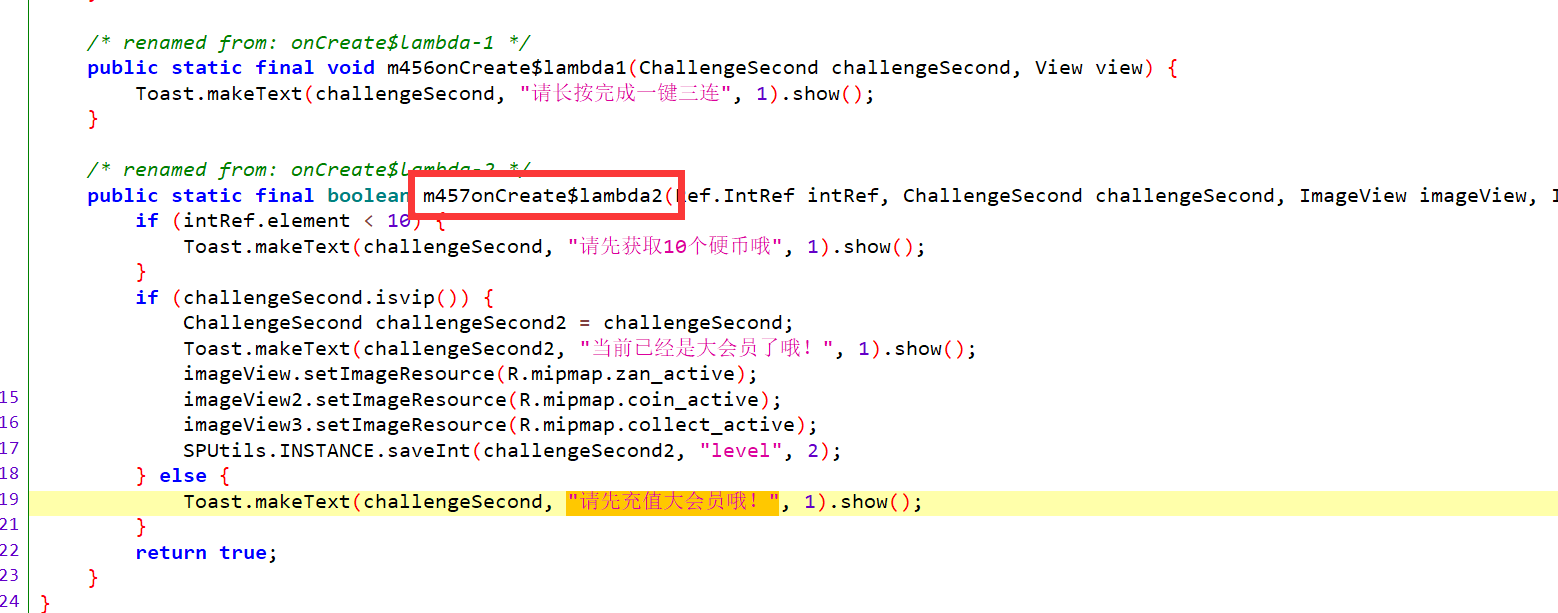 /* renamed from: onCreate$lambda-1 */
public static final void m456onCreate$lambda1(ChallengeSecond challengeSecond, View view) {
Toast.makeText(challengeSecond, "请长按完成一键三连", 1).show();
}
/* renamed from: onCreate$lambda-2 */
public static final boolean m457onCreate$lambda2(Ref.IntRef intRef, ChallengeSecond challengeSecond, ImageView imageView, I
if (intRef.element < 10) {
Toast.makeText(challengeSecond, "请先获取10个硬币哦", 1).show();
}
if (challengeSecond.isvip()) {
ChallengeSecond challengeSecond2 = challengeSecond;
Toast.makeText(challengeSecond2, "当前已经是大会员了哦！", 1).show();
imageView.setImageResource(R.mipmap.zan_active);
15 imageView2.setImageResource(R.mipmap.coin_active);
16 imageView3.setImageResource(R.mipmap.collect_active);
17 SPUtils.INSTANCE.saveInt(challengeSecond2, "level", 2);
18 } else {
19 Toast.makeText(challengeSecond, "请先充值大会员哦！", 1).show();
21 }
22 return true;
23 }
24 }